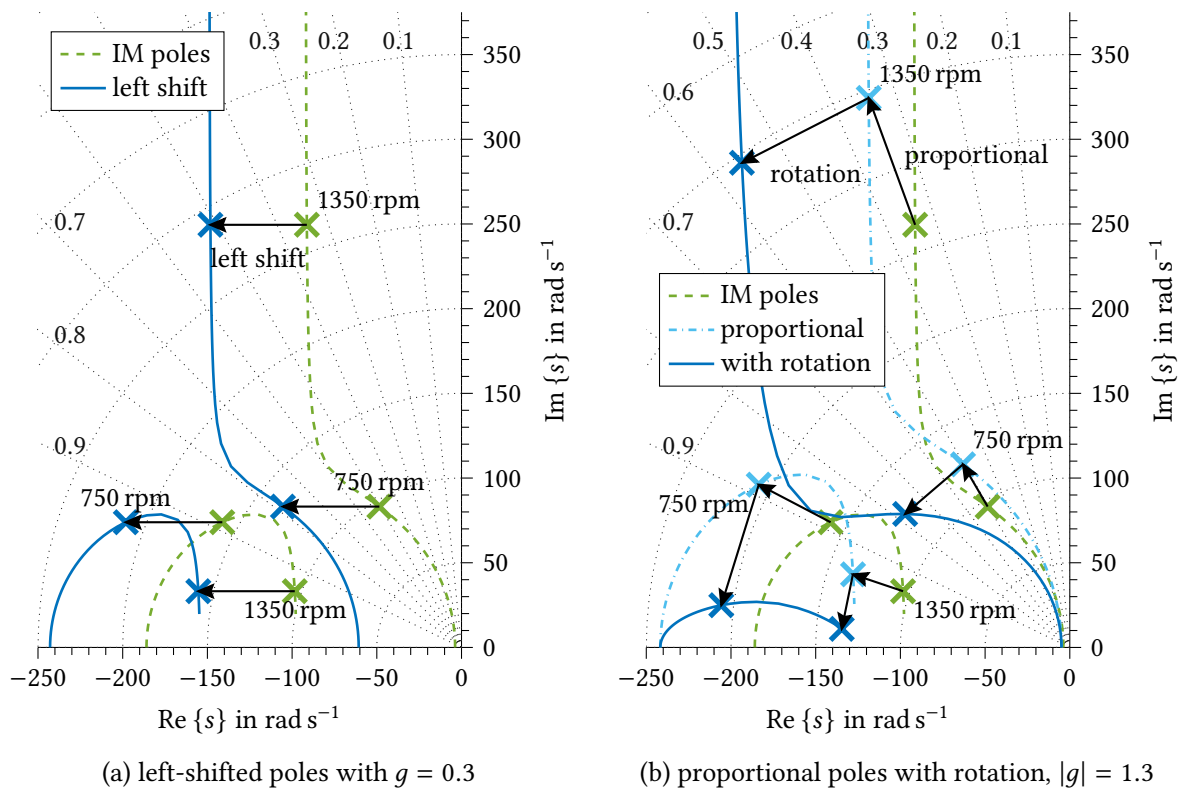 IM poles
left shift
0.3
0.2
0.1
0.7
0.8
0.9
1350 rpm
left shift
750 rpm
750 rpm
1350 rpm
350
300
250
200
150
100
50
0
Im {s} in rad s⁻¹
−250
−200
−150
−100
−50
0
Re {s} in rad s⁻¹
(a) left-shifted poles with g = 0.3
0.5
0.4
0.3
0.2
0.1
0.6
0.7
0.9
1350 rpm
proportional
rotation
IM poles
proportional
with rotation
750 rpm
750 rpm
1350 rpm
350
300
250
200
150
100
50
0
Im {s} in rad s⁻¹
−250
−200
−150
−100
−50
0
Re {s} in rad s⁻¹
(b) proportional poles with rotation, |g| = 1.3